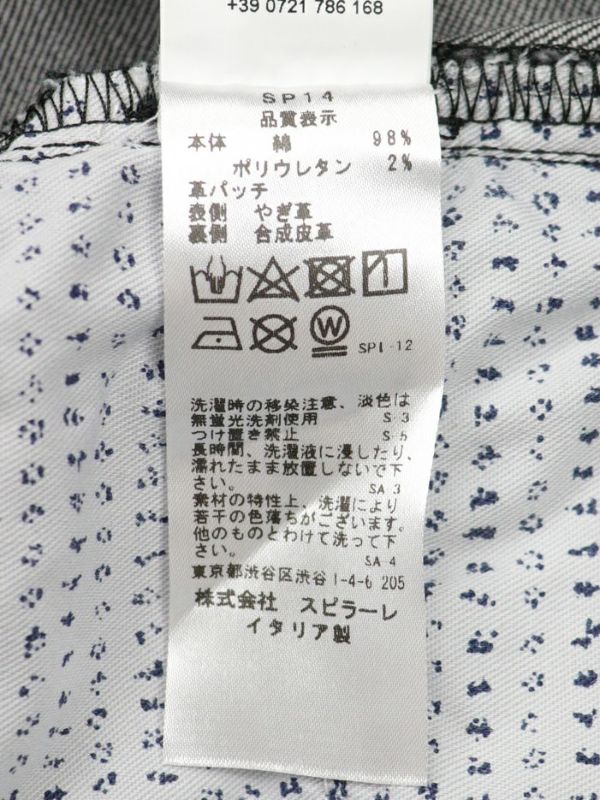 +39 0721 786 168
SP14
品質表示
本体 綿 98%
ポリウレタン 2%
革パッチ
表側 やぎ革
裏側 合成皮革
W
SPI-12
洗濯時の移染注意、淡色は
無蛍光洗剤使用 S-3
つけ置き禁止 S-5
長時間、洗濯液に浸したり、
濡れたまま放置しないで下
さい。 SA-3
素材の特性上、洗濯により
若干の色落ちがございます。
他のものとわけて洗って下
さい。 SA-4
東京都渋谷区渋谷1-4-6 205
株式会社 スピラーレ
イタリア製